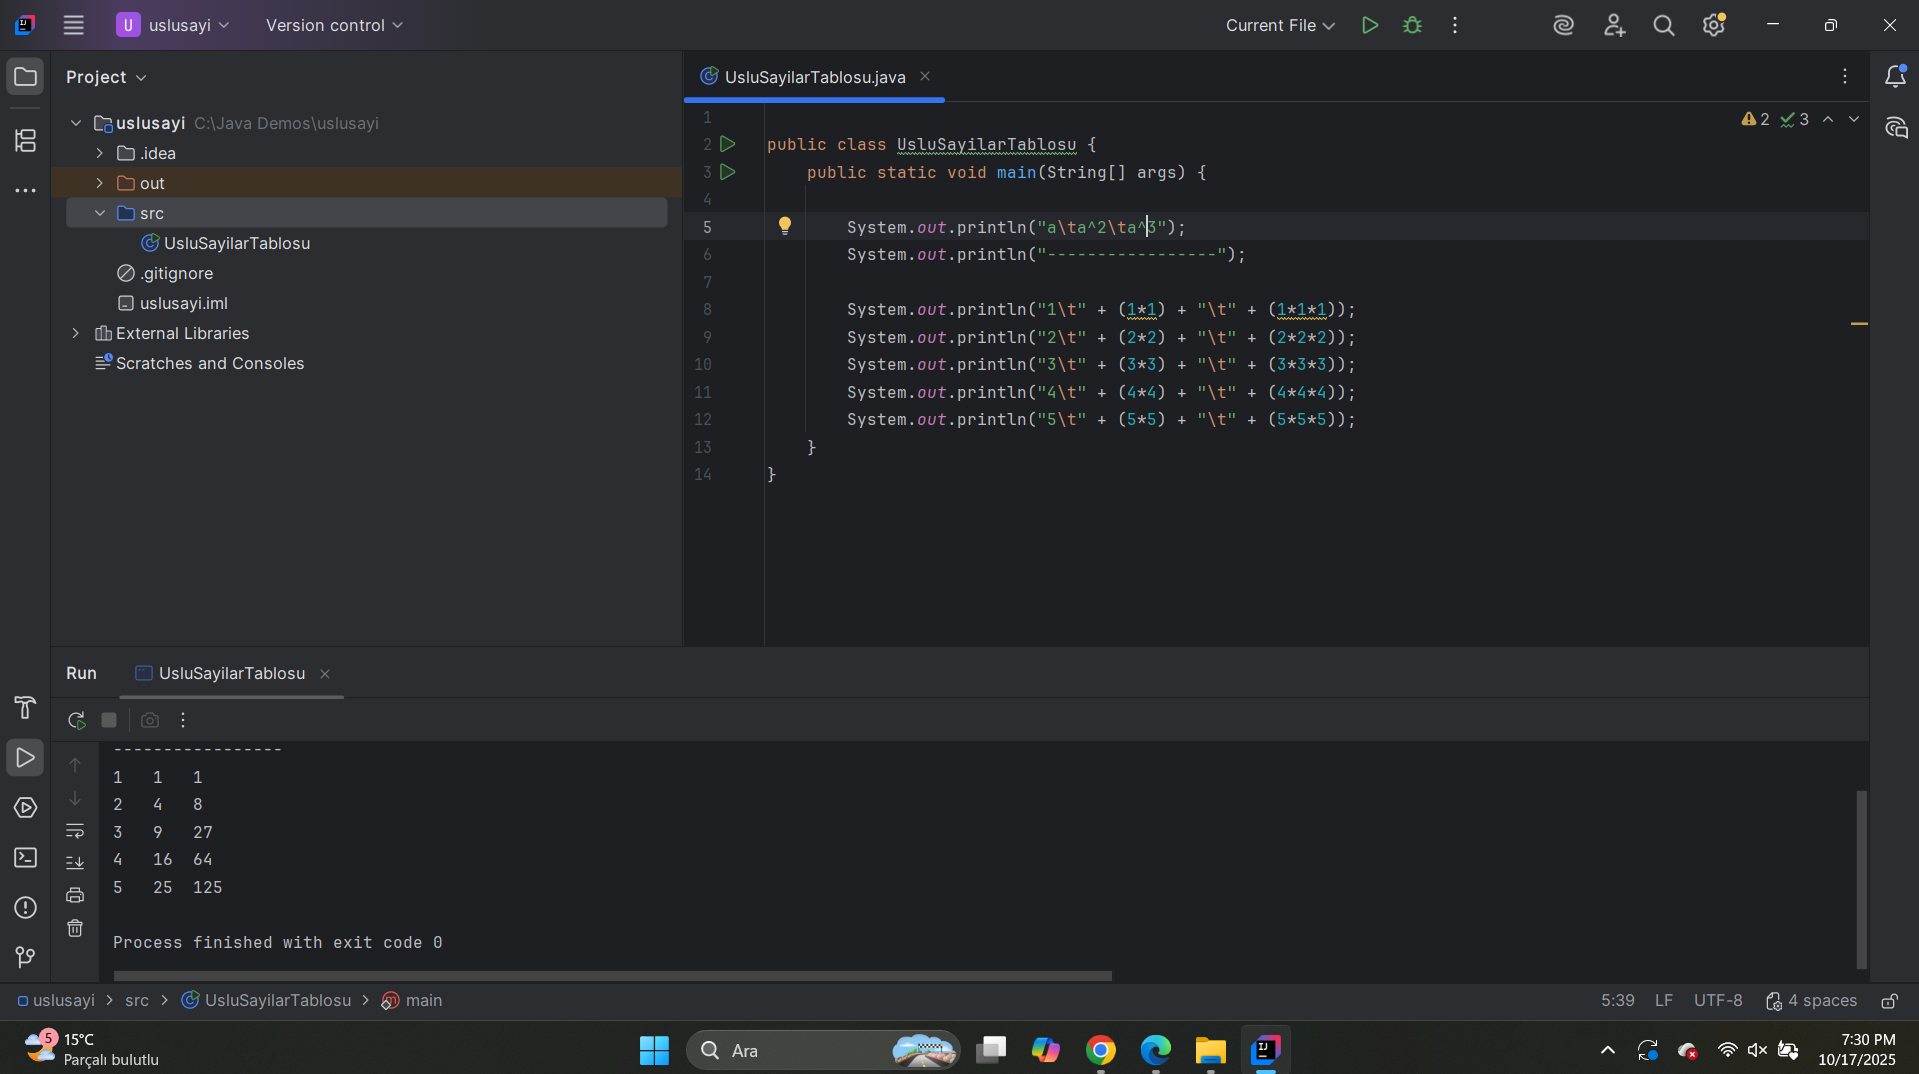 U uslusayi Version control Current File
Project
UsluSayilarTablosu.java
uslusayi C:\Java Demos\uslusayi
.idea
out
src
UsluSayilarTablosu
.gitignore
uslusayi.iml
External Libraries
Scratches and Consoles
2 3
1
2 public class UsluSayilarTablosu {
3 public static void main(String[] args) {
4
5 System.out.println("a\ta^2\ta^3");
6 System.out.println("-----------------");
7
8 System.out.println("1\t" + (1*1) + "\t" + (1*1*1));
9 System.out.println("2\t" + (2*2) + "\t" + (2*2*2));
10 System.out.println("3\t" + (3*3) + "\t" + (3*3*3));
11 System.out.println("4\t" + (4*4) + "\t" + (4*4*4));
12 System.out.println("5\t" + (5*5) + "\t" + (5*5*5));
13 }
14 }
Run UsluSayilarTablosu
-----------------
1 1 1
2 4 8
3 9 27
4 16 64
5 25 125
Process finished with exit code 0
uslusayi > src > UsluSayilarTablosu > main
5:39 LF UTF-8 4 spaces
5 15°C
Parçalı bulutlu
Ara
7:30 PM
10/17/2025